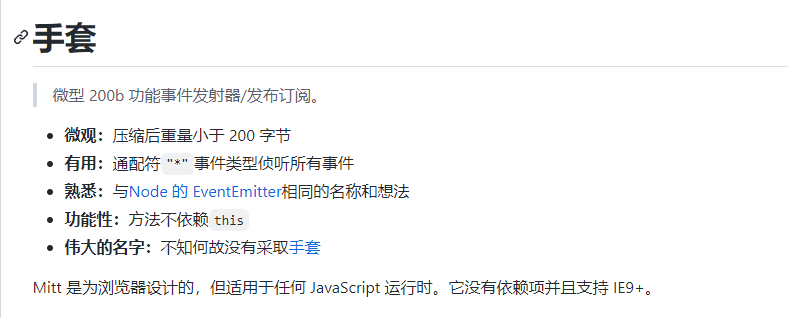 手套
微型 200b 功能事件发射器/发布订阅。
微观：压缩后重量小于 200 字节
有用：通配符"*"事件类型侦听所有事件
熟悉：与Node 的 EventEmitter相同的名称和想法
功能性：方法不依赖this
伟大的名字：不知何故没有采取手套
Mitt 是为浏览器设计的，但适用于任何 JavaScript 运行时。它没有依赖项并且支持 IE9+。